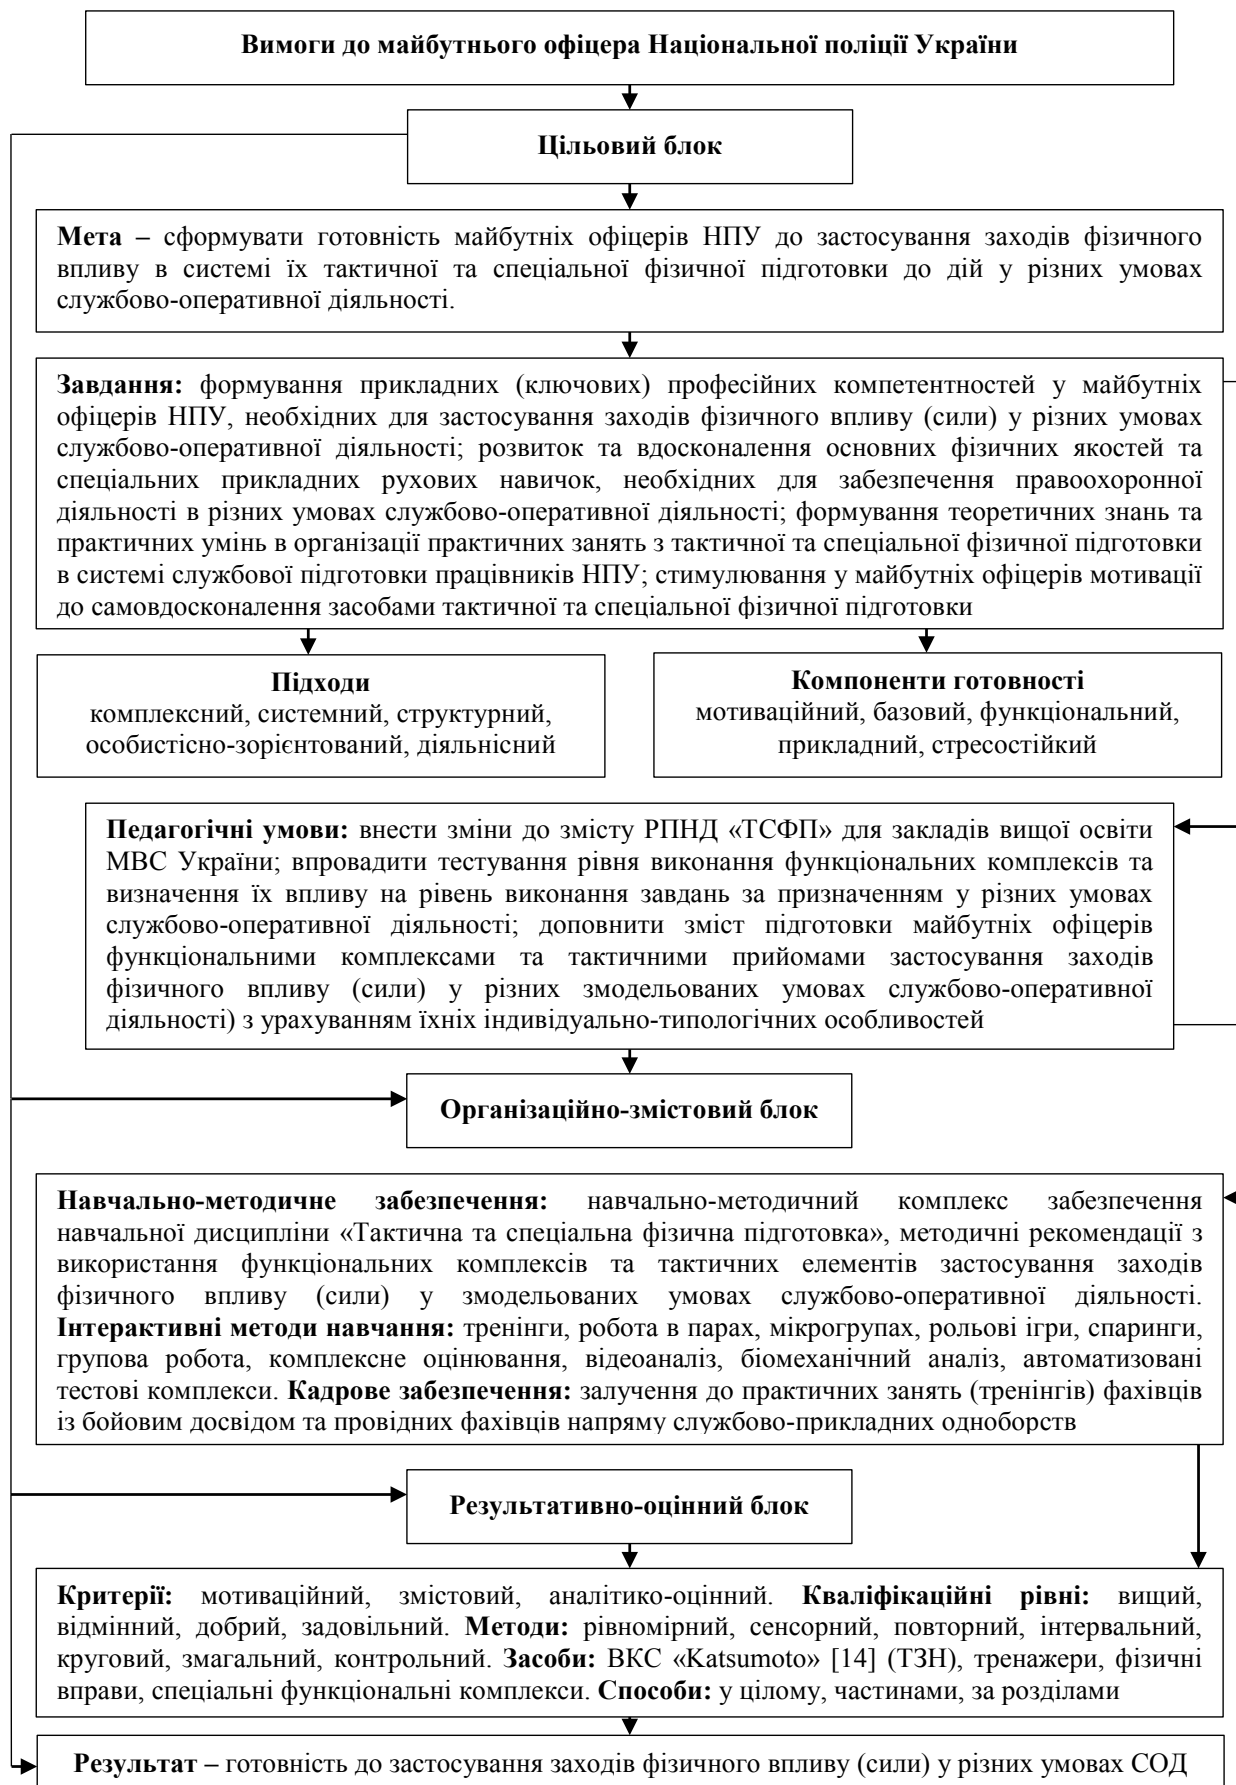 Вимоги до майбутнього офіцера Національної поліції України
Цільовий блок
Мета – сформувати готовність майбутніх офіцерів НПУ до застосування заходів фізичного
впливу в системі їх тактичної та спеціальної фізичної підготовки до дій у різних умовах
службово-оперативної діяльності.
Завдання: формування прикладних (ключових) професійних компетентностей у майбутніх
офіцерів НПУ, необхідних для застосування заходів фізичного впливу (сили) у різних умовах
службово-оперативної діяльності; розвиток та вдосконалення основних фізичних якостей та
спеціальних прикладних рухових навичок, необхідних для забезпечення правоохоронної
діяльності в різних умовах службово-оперативної діяльності; формування теоретичних знань та
практичних умінь в організації практичних занять з тактичної та спеціальної фізичної підготовки
в системі службової підготовки працівників НПУ; стимулювання у майбутніх офіцерів мотивації
до самовдосконалення засобами тактичної та спеціальної фізичної підготовки
Підходи
комплексний, системний, структурний,
особистісно-зорієнтований, діяльнісний
Компоненти готовності
мотиваційний, базовий, функціональний,
прикладний, стресостійкий
Педагогічні умови: внести зміни до змісту РПНД «ТСФП» для закладів вищої освіти
МВС України; впровадити тестування рівня виконання функціональних комплексів та
визначення їх впливу на рівень виконання завдань за призначенням у різних умовах
службово-оперативної діяльності; доповнити зміст підготовки майбутніх офіцерів
функціональними комплексами та тактичними прийомами застосування заходів
фізичного впливу (сили) у різних змодельованих умовах службово-оперативної
діяльності) з урахуванням їхніх індивідуально-типологічних особливостей
Організаційно-змістовий блок
Навчально-методичне забезпечення: навчально-методичний комплекс забезпечення
навчальної дисципліни «Тактична та спеціальна фізична підготовка», методичні рекомендації з
використання функціональних комплексів та тактичних елементів застосування заходів
фізичного впливу (сили) у змодельованих умовах службово-оперативної діяльності.
Інтерактивні методи навчання: тренінги, робота в парах, мікрогрупах, рольові ігри, спаринги,
групова робота, комплексне оцінювання, відеоаналіз, біомеханічний аналіз, автоматизовані
тестові комплекси. Кадрове забезпечення: залучення до практичних занять (тренінгів) фахівців
із бойовим досвідом та провідних фахівців напряму службово-прикладних одноборств
Результативно-оцінний блок
Критерії: мотиваційний, змістовий, аналітико-оцінний. Кваліфікаційні рівні: вищий,
відмінний, добрий, задовільний. Методи: рівномірний, сенсорний, повторний, інтервальний,
круговий, змагальний, контрольний. Засоби: ВКС «Katsumoto» [14] (ТЗН), тренажери, фізичні
вправи, спеціальні функціональні комплекси. Способи: у цілому, частинами, за розділами
Результат – готовність до застосування заходів фізичного впливу (сили) у різних умовах СОД